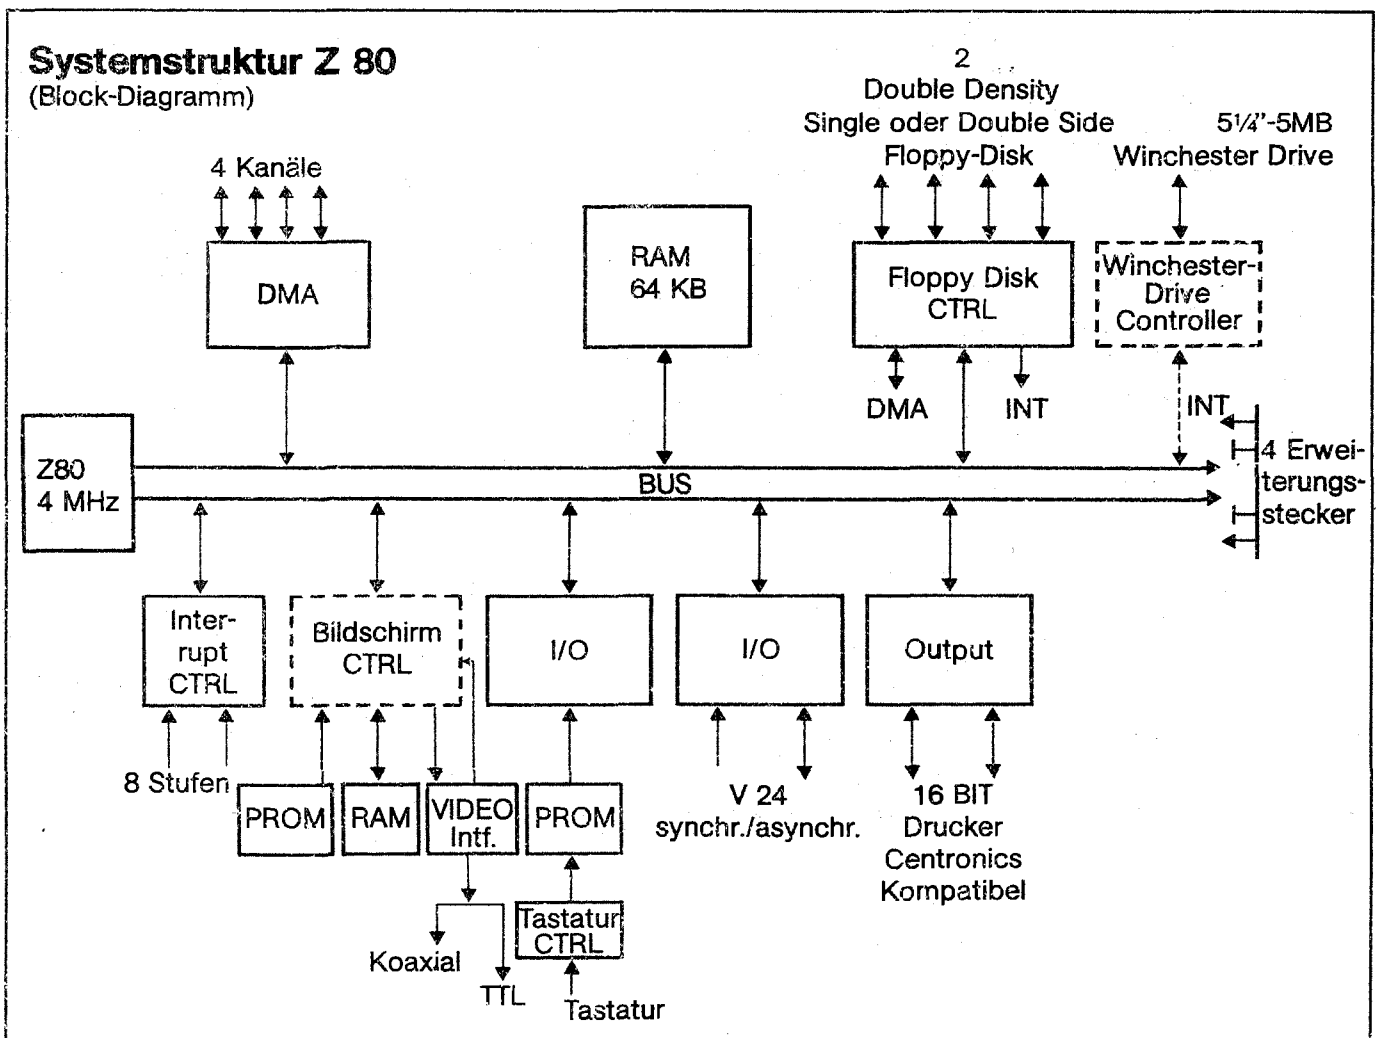 Systemstruktur Z 80
(Block-Diagramm)
2
Double Density
Single oder Double Side
Floppy-Disk
5¼"-5MB
Winchester Drive
4 Kanäle
DMA
RAM
64 KB
Floppy Disk
CTRL
Winchester-
Drive
Controller
DMA
INT
INT
Z80
4 MHz
BUS
4 Erwei-
terungs-
stecker
Inter-
rupt
CTRL
Bildschirm
CTRL
I/O
I/O
Output
8 Stufen
PROM
RAM
VIDEO
Intf.
PROM
V 24
synchr./asynchr.
16 BIT
Drucker
Centronics
Kompatibel
Tastatur
CTRL
Koaxial
TTL
Tastatur